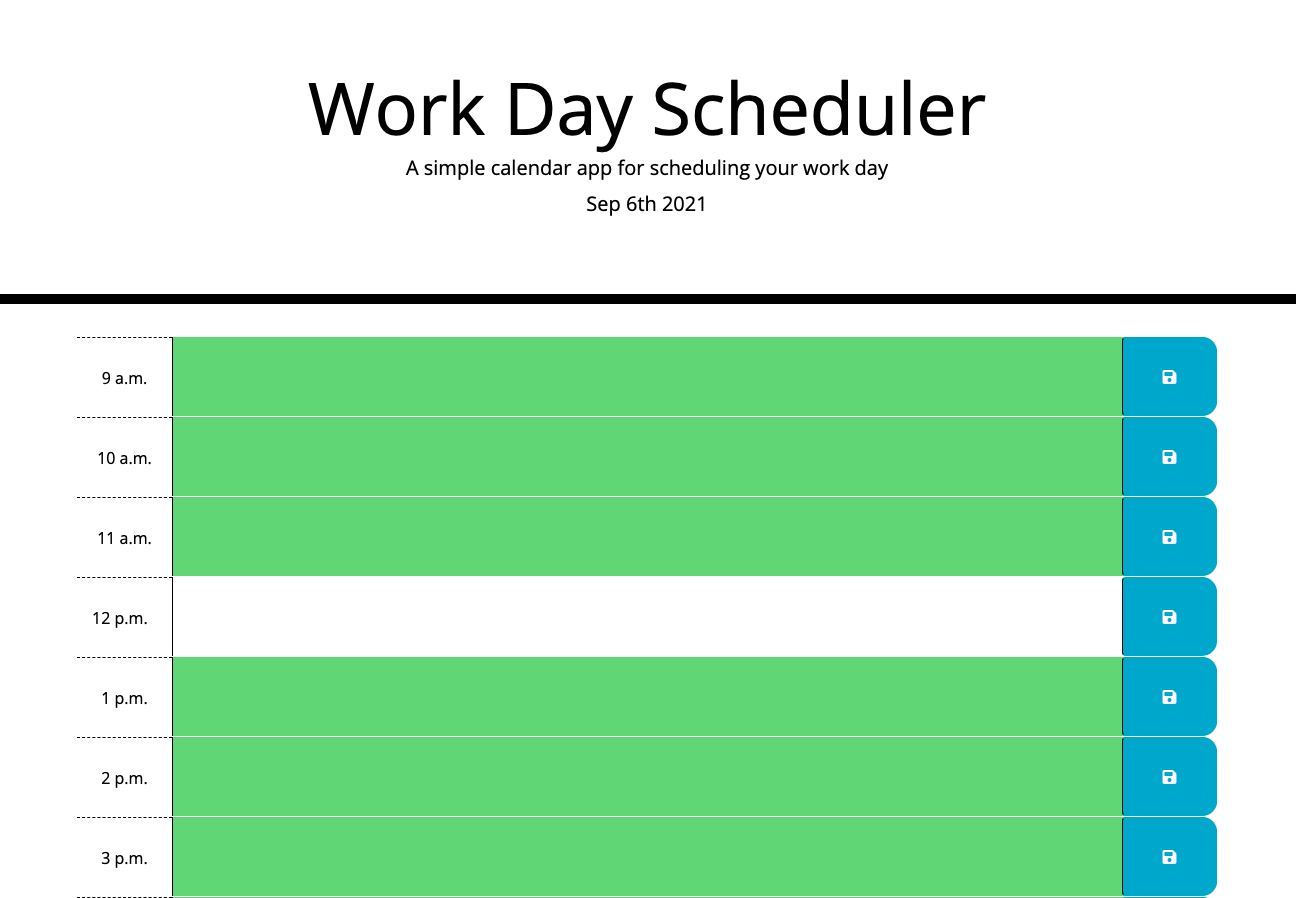 Work Day Scheduler
A simple calendar app for scheduling your work day
Sep 6th 2021
9 a.m.
10 a.m.
11 a.m.
12 p.m.
1 p.m.
2 p.m.
3 p.m.